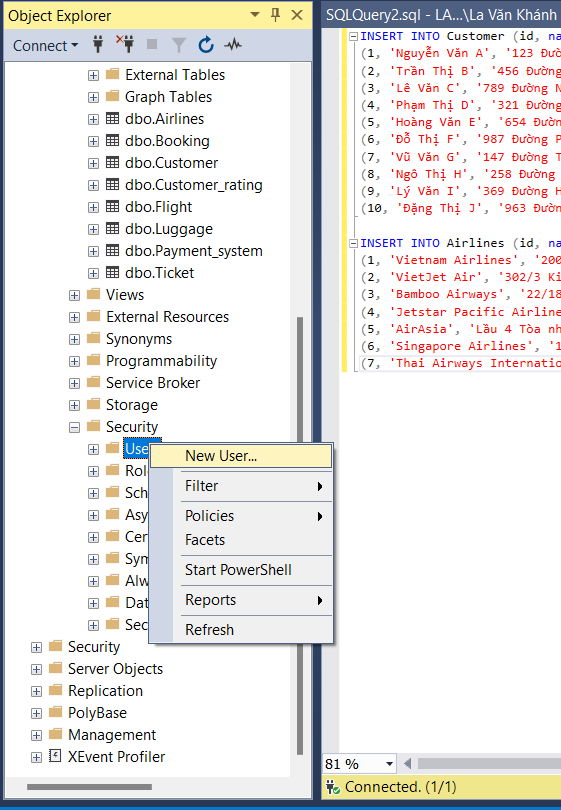 Object Explorer
Connect
External Tables
Graph Tables
dbo.Airlines
dbo.Booking
dbo.Customer
dbo.Customer_rating
dbo.Flight
dbo.Luggage
dbo.Payment_system
dbo.Ticket
Views
External Resources
Synonyms
Programmability
Service Broker
Storage
Security
Use
Rol
Sch
Asy
Cer
Sym
Alw
Dat
Sec
Security
Server Objects
Replication
PolyBase
Management
XEvent Profiler
New User...
Filter
Policies
Facets
Start PowerShell
Reports
Refresh
SQLQuery2.sql - LA...\La Văn Khánh
INSERT INTO Customer (id, na
(1, 'Nguyễn Văn A', '123 Đườ
(2, 'Trần Thị B', '456 Đường
(3, 'Lê Văn C', '789 Đường N
(4, 'Phạm Thị D', '321 Đường
(5, 'Hoàng Văn E', '654 Đườn
(6, 'Đỗ Thị F', '987 Đường P
(7, 'Vũ Văn G', '147 Đường T
(8, 'Ngô Thị H', '258 Đường
(9, 'Lý Văn I', '369 Đường H
(10, 'Đặng Thị J', '963 Đườn
INSERT INTO Airlines (id, na
(1, 'Vietnam Airlines', '200
(2, 'VietJet Air', '302/3 Ki
(3, 'Bamboo Airways', '22/18
(4, 'Jetstar Pacific Airline
(5, 'AirAsia', 'Lầu 4 Tòa nh
(6, 'Singapore Airlines', '1
(7, 'Thai Airways Internatio
81 %
Connected. (1/1)